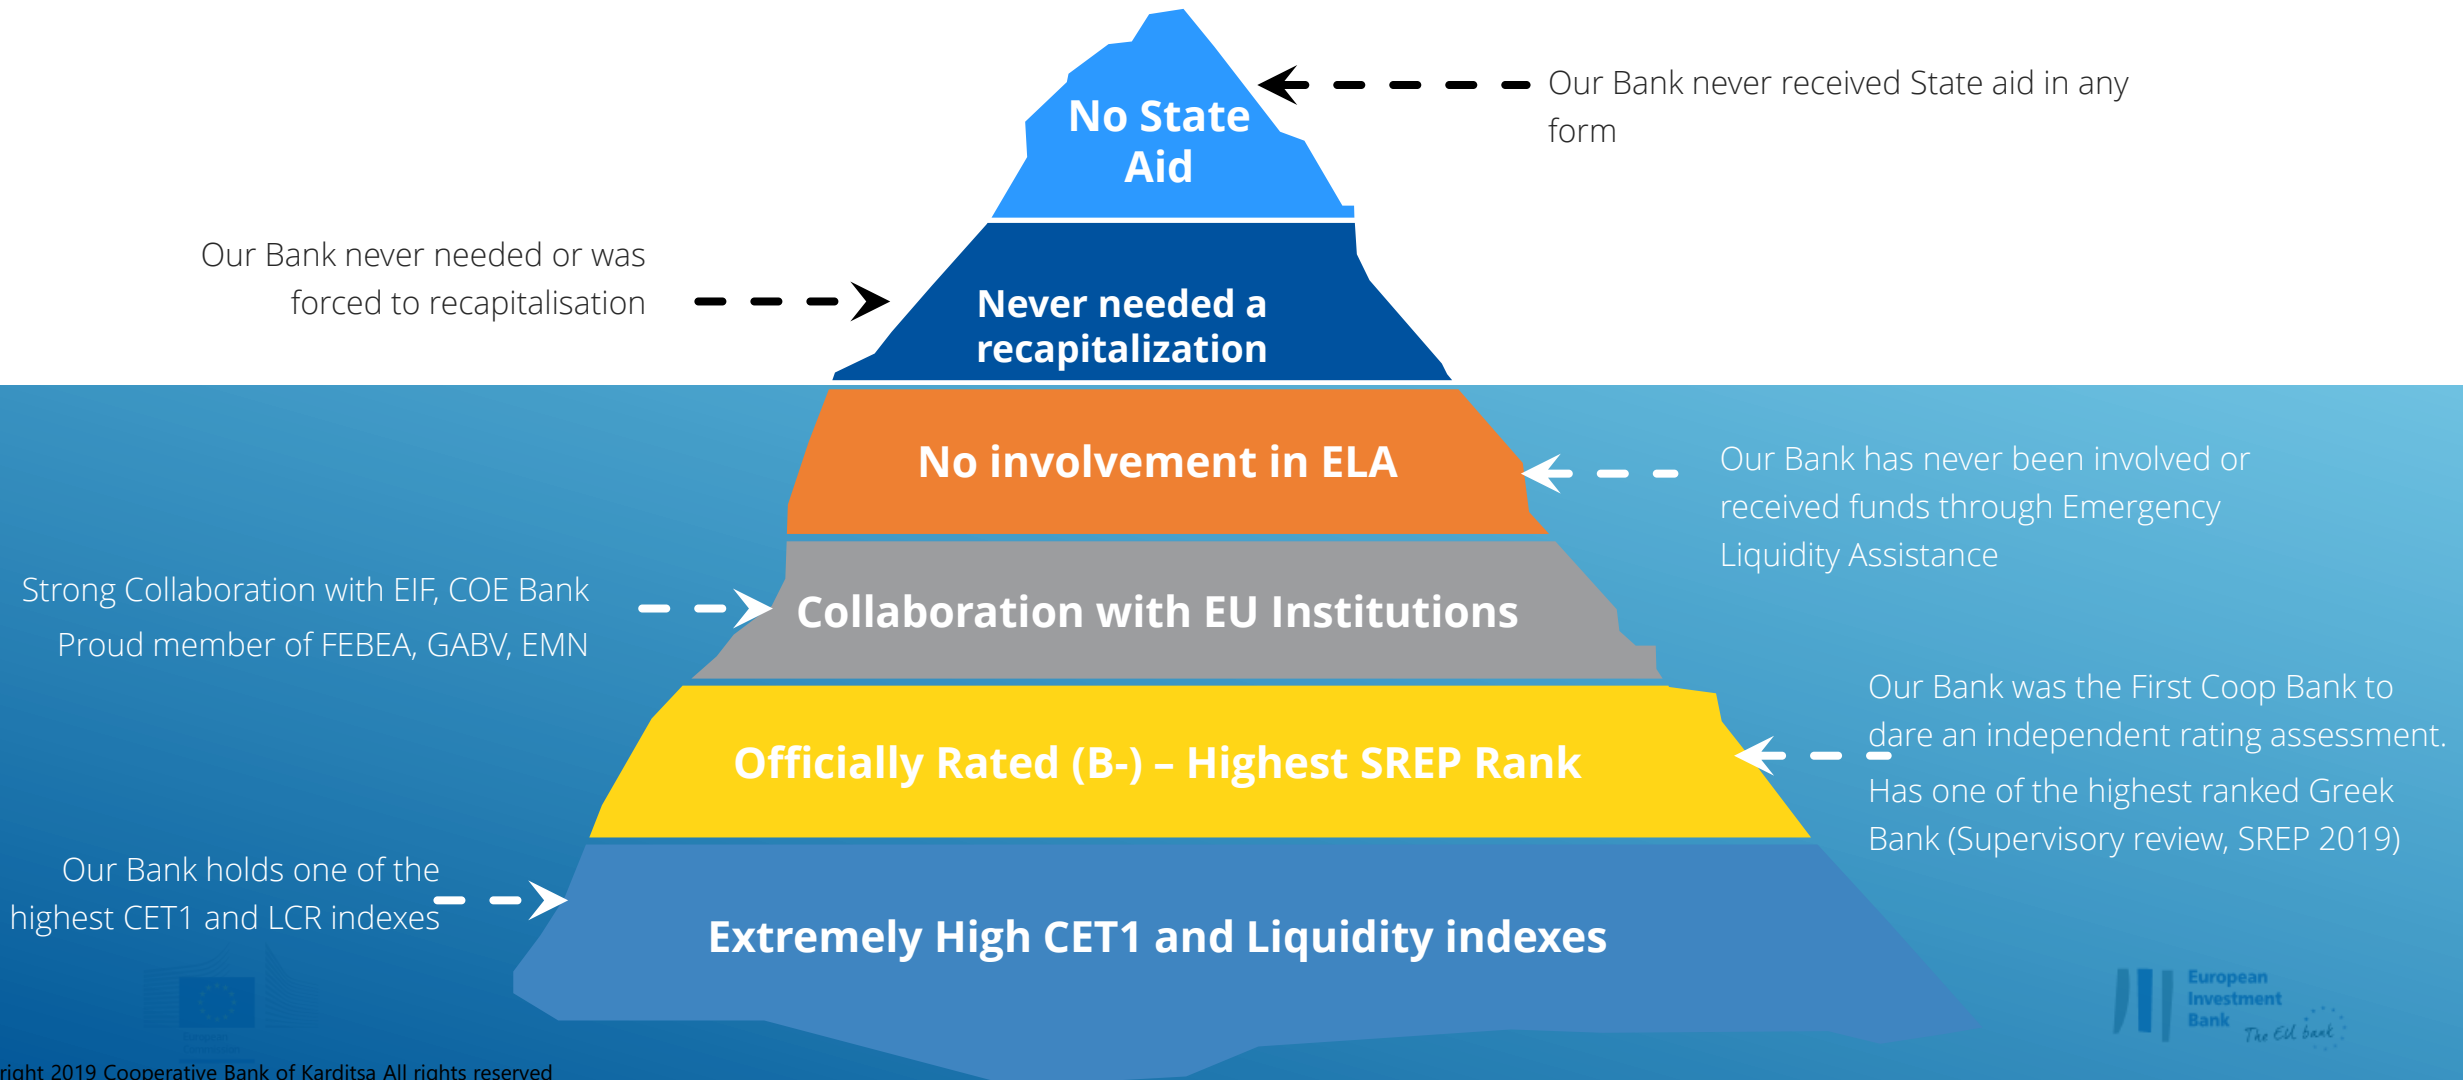 No State
Aid
Our Bank never received State aid in any
form
Our Bank never needed or was
forced to recapitalisation
Never needed a
recapitalization
No involvement in ELA
Our Bank has never been involved or
received funds through Emergency
Liquidity Assistance
Strong Collaboration with EIF, COE Bank
Proud member of FEBEA, GABV, EMN
Collaboration with EU Institutions
Officially Rated (B-) – Highest SREP Rank
Our Bank was the First Coop Bank to
dare an independent rating assessment.
Has one of the highest ranked Greek
Bank (Supervisory review, SREP 2019)
Our Bank holds one of the
highest CET1 and LCR indexes
Extremely High CET1 and Liquidity indexes
European
Investment
Bank
The EU bank
right 2019 Cooperative Bank of Karditsa All rights reserved